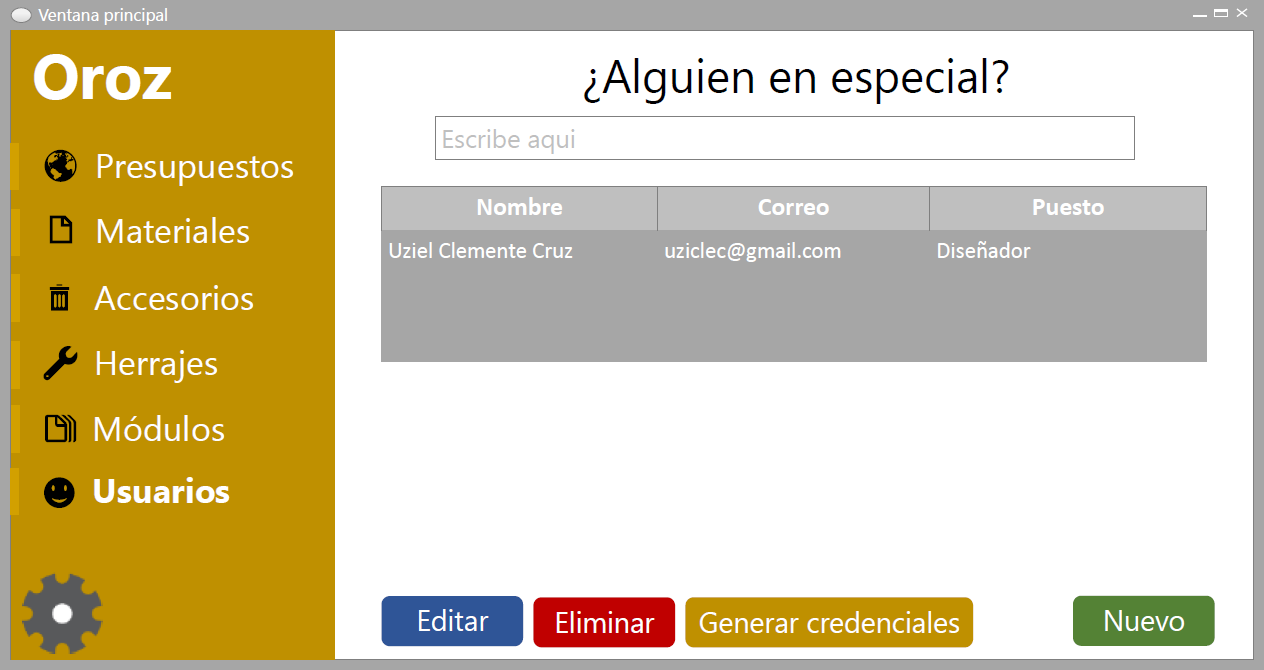 Ventana principal
Oroz
Presupuestos
Materiales
Accesorios
Herrajes
Módulos
Usuarios
¿Alguien en especial?
Escribe aqui
Nombre Correo Puesto
Uziel Clemente Cruz uziclec@gmail.com Diseñador
Editar Eliminar Generar credenciales Nuevo